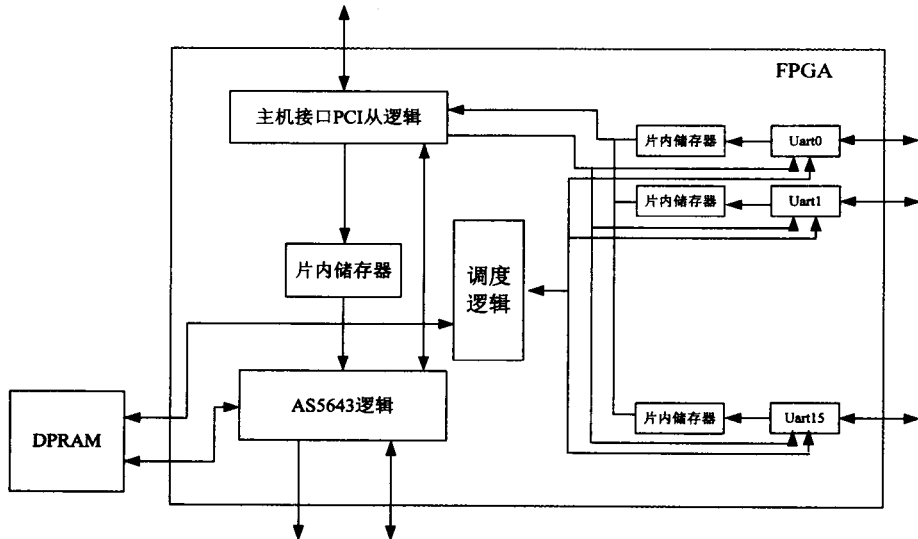 FPGA
主机接口PCI从逻辑
片内储存器
Uart0
片内储存器
Uart1
片内储存器
调度
逻辑
AS5643逻辑
片内储存器
Uart15
DPRAM